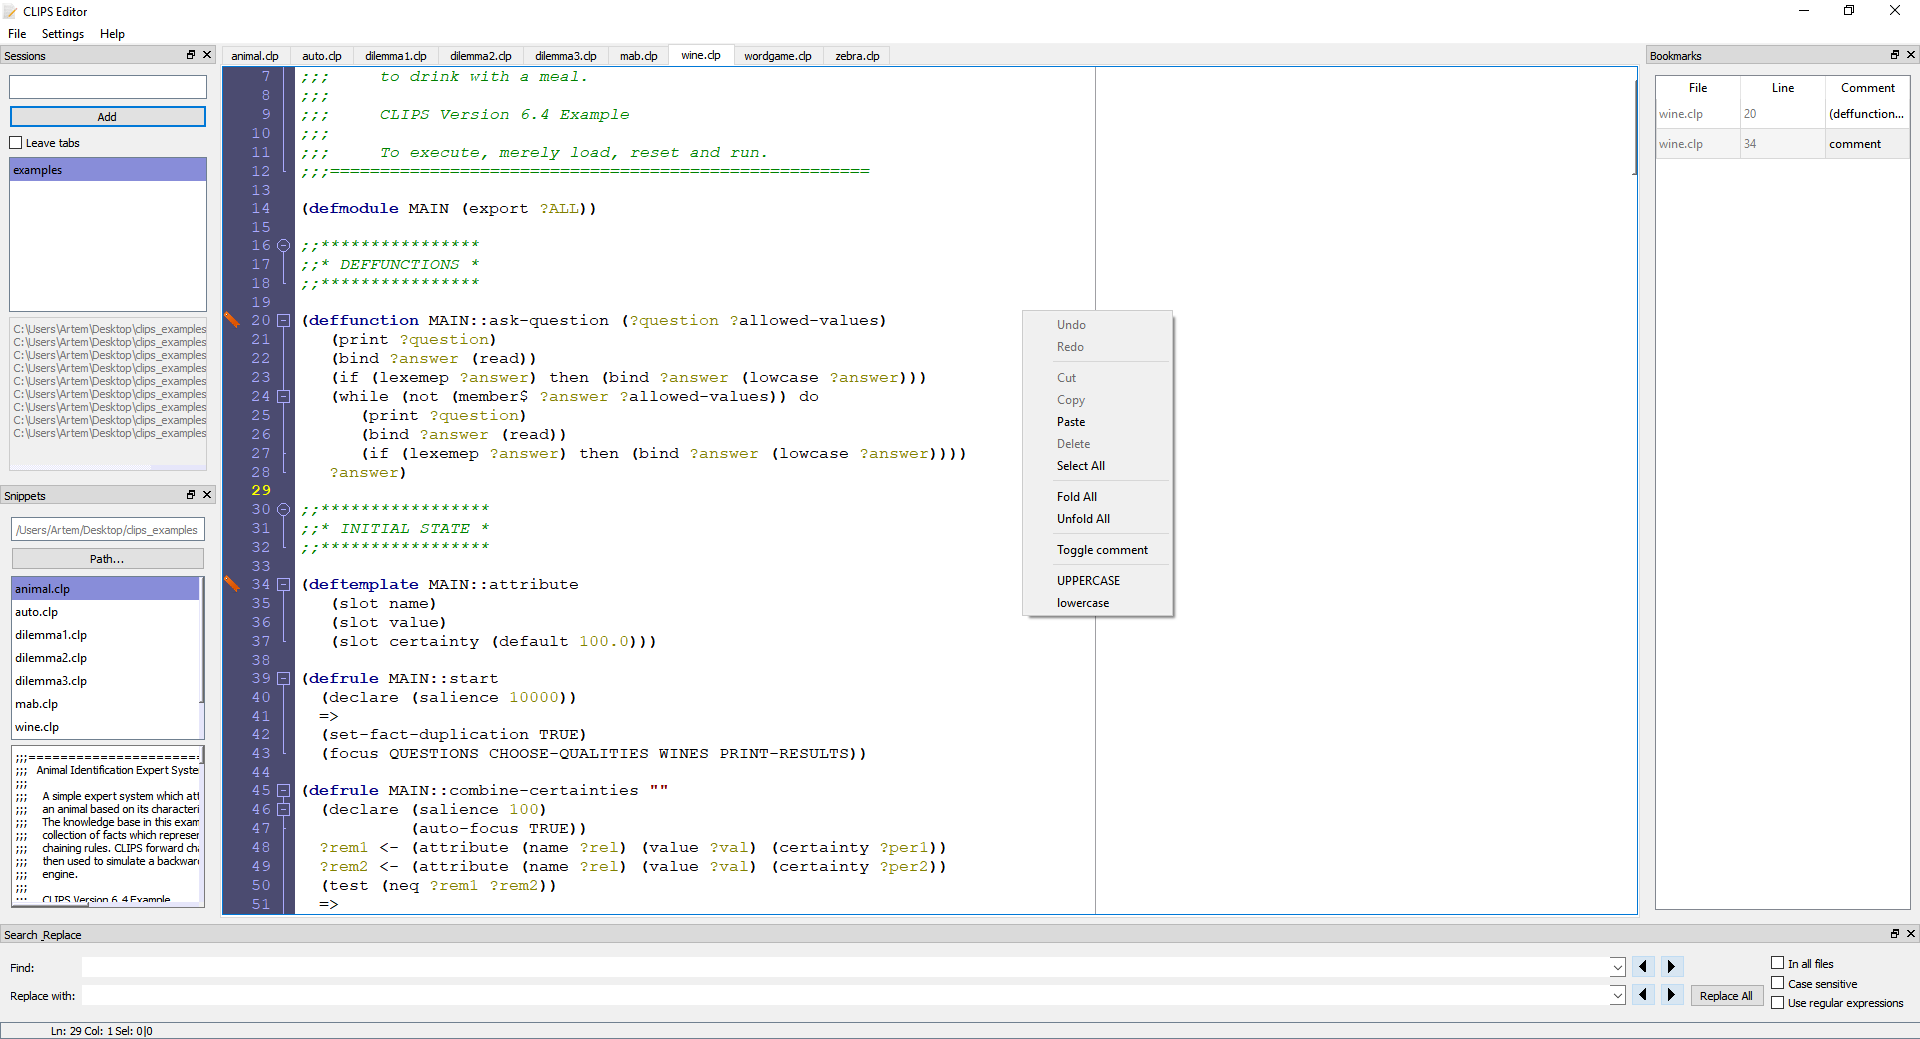 CLIPS Editor
File Settings Help
Sessions
Add
Leave tabs
examples
C:\Users\Artem\Desktop\clips_examples
C:\Users\Artem\Desktop\clips_examples
C:\Users\Artem\Desktop\clips_examples
C:\Users\Artem\Desktop\clips_examples
C:\Users\Artem\Desktop\clips_examples
C:\Users\Artem\Desktop\clips_examples
C:\Users\Artem\Desktop\clips_examples
C:\Users\Artem\Desktop\clips_examples
C:\Users\Artem\Desktop\clips_examples
Snippets
/Users/Artem/Desktop/clips_examples
Path...
animal.clp
auto.clp
dilemma1.clp
dilemma2.clp
dilemma3.clp
mab.clp
wine.clp
;;;======================
;;; Animal Identification Expert Syste
;;;
;;; A simple expert system which att
;;; an animal based on its characteri
;;; The knowledge base in this exam
;;; collection of facts which represer
;;; chaining rules. CLIPS forward cha
;;; then used to simulate a backwar
;;; engine.
;;;
;;; CLIPS Version 6.4 Example
animal.clp auto.clp dilemma1.clp dilemma2.clp dilemma3.clp mab.clp wine.clp wordgame.clp zebra.clp
7 ;;; to drink with a meal.
8 ;;;
9 ;;; CLIPS Version 6.4 Example
10 ;;;
11 ;;; To execute, merely load, reset and run.
12 ;;;======================================================
13
14 (defmodule MAIN (export ?ALL))
15
16 ;;****************
17 ;;* DEFFUNCTIONS *
18 ;;****************
19
20 (deffunction MAIN::ask-question (?question ?allowed-values)
21 (print ?question)
22 (bind ?answer (read))
23 (if (lexemep ?answer) then (bind ?answer (lowcase ?answer)))
24 (while (not (member$ ?answer ?allowed-values)) do
25 (print ?question)
26 (bind ?answer (read))
27 (if (lexemep ?answer) then (bind ?answer (lowcase ?answer))))
28 ?answer)
29
30 ;;*****************
31 ;;* INITIAL STATE *
32 ;;*****************
33
34 (deftemplate MAIN::attribute
35 (slot name)
36 (slot value)
37 (slot certainty (default 100.0)))
38
39 (defrule MAIN::start
40 (declare (salience 10000))
41 =>
42 (set-fact-duplication TRUE)
43 (focus QUESTIONS CHOOSE-QUALITIES WINES PRINT-RESULTS))
44
45 (defrule MAIN::combine-certainties ""
46 (declare (salience 100)
47 (auto-focus TRUE))
48 ?rem1 <- (attribute (name ?rel) (value ?val) (certainty ?per1))
49 ?rem2 <- (attribute (name ?rel) (value ?val) (certainty ?per2))
50 (test (neq ?rem1 ?rem2))
51 =>
Undo
Redo
Cut
Copy
Paste
Delete
Select All
Fold All
Unfold All
Toggle comment
UPPERCASE
lowercase
Bookmarks
File Line Comment
wine.clp 20 (deffunction...
wine.clp 34 comment
Search_Replace
Find:
Replace with:
Replace All
In all files
Case sensitive
Use regular expressions
Ln: 29 Col: 1 Sel: 0|0